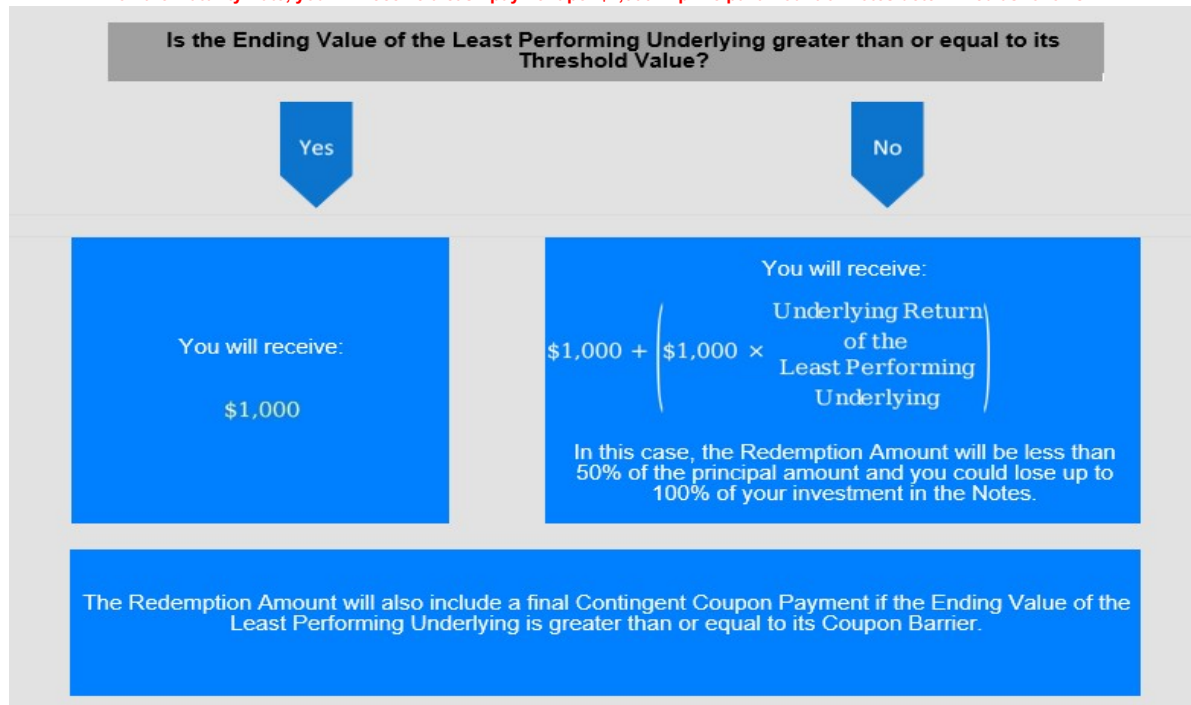 Is the Ending Value of the Least Performing Underlying greater than or equal to its
Threshold Value?
Yes
No
You will receive:
$1,000
You will receive:
$1,000 + ($1,000 × Underlying Return
of the
Least Performing
Underlying)
In this case, the Redemption Amount will be less than
50% of the principal amount and you could lose up to
100% of your investment in the Notes.
The Redemption Amount will also include a final Contingent Coupon Payment if the Ending Value of the
Least Performing Underlying is greater than or equal to its Coupon Barrier.